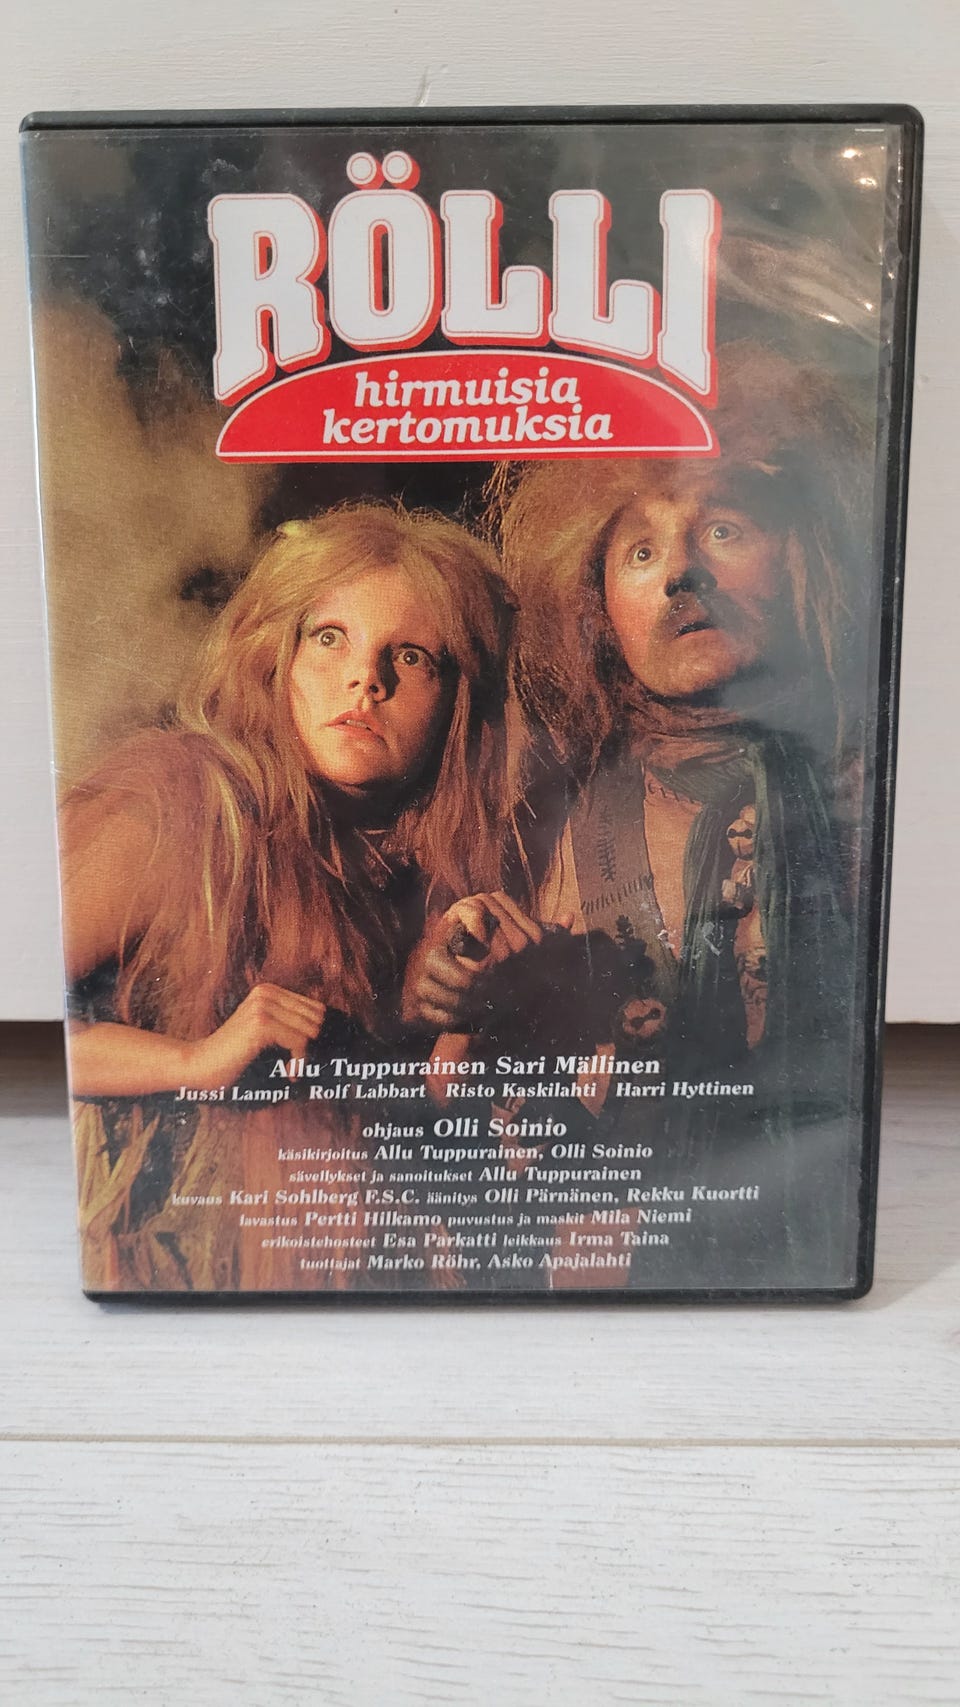 RÖLLI
hirmuisia
kertomuksia
Allu Tuppurainen Sari Mällinen
Jussi Lampi Rolf Labbart Risto Kaskilahti Harri Hyttinen
ohjaus Olli Soinio
käsikirjoitus Allu Tuppurainen, Olli Soinio
sävellykset ja sanoitukset Allu Tuppurainen
kuvaus Kari Sohlberg F.S.C. äänitys Olli Pärnänen, Rekku Kuortti
lavastus Pertti Hilkamo puvustus ja maskit Mila Niemi
erikoistehosteet Esa Parkatti leikkaus Irma Taina
tuottajat Marko Röhr, Asko Apajalahti